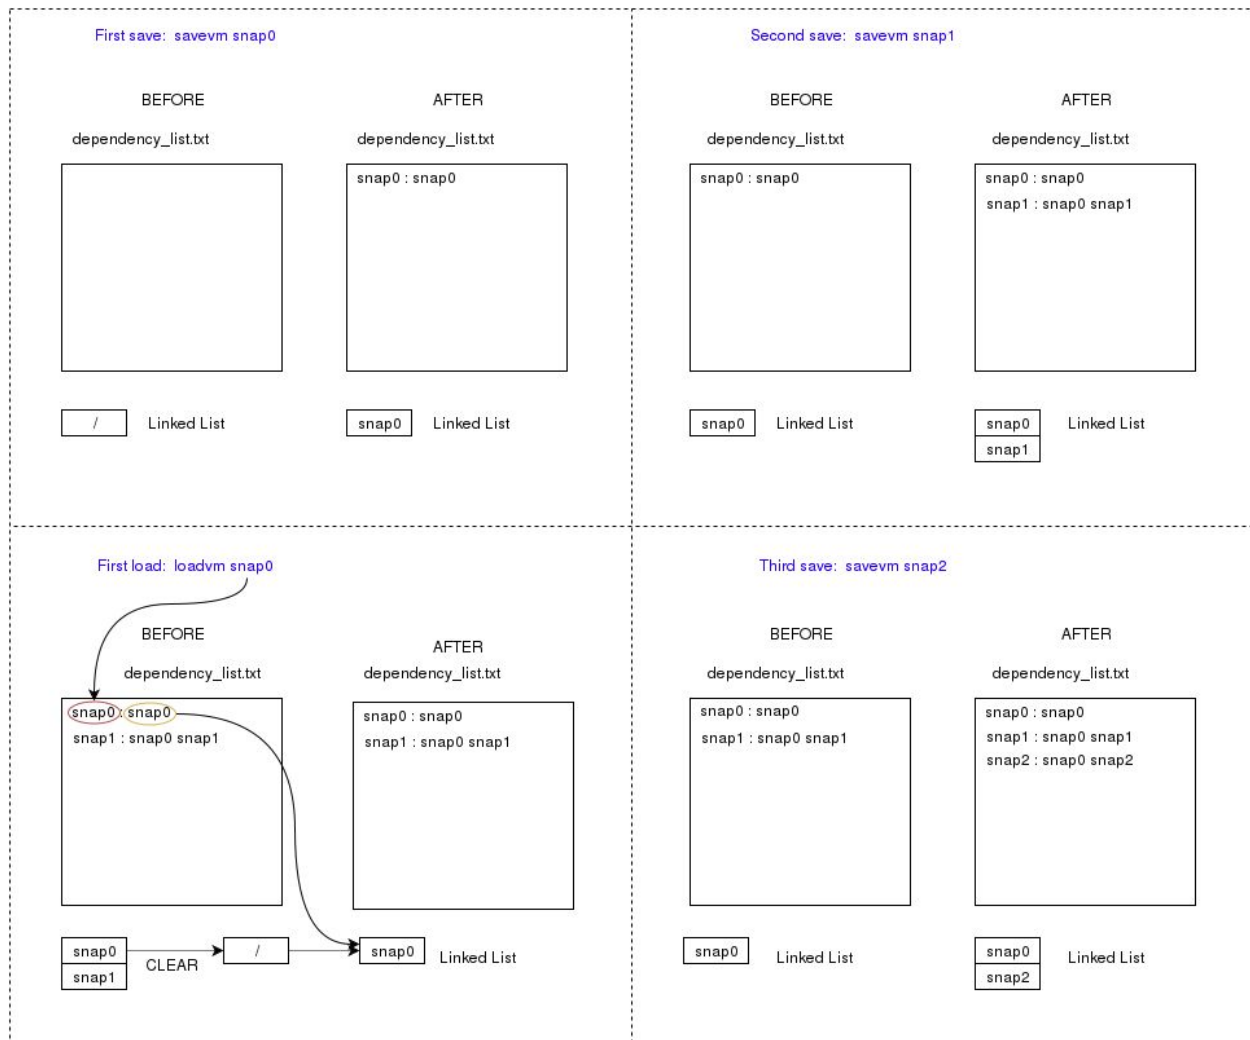 First save: savevm snap0
BEFORE
AFTER
dependency_list.txt
dependency_list.txt
snap0 : snap0
/
Linked List
snap0
Linked List
Second save: savevm snap1
BEFORE
AFTER
dependency_list.txt
dependency_list.txt
snap0 : snap0
snap0 : snap0
snap1 : snap0 snap1
snap0
Linked List
snap0
snap1
Linked List
First load: loadvm snap0
BEFORE
AFTER
dependency_list.txt
dependency_list.txt
snap0 : snap0
snap1 : snap0 snap1
snap0 : snap0
snap1 : snap0 snap1
snap0
snap1
CLEAR
/
snap0
Linked List
Third save: savevm snap2
BEFORE
AFTER
dependency_list.txt
dependency_list.txt
snap0 : snap0
snap1 : snap0 snap1
snap0 : snap0
snap1 : snap0 snap1
snap2 : snap0 snap2
snap0
Linked List
snap0
snap2
Linked List